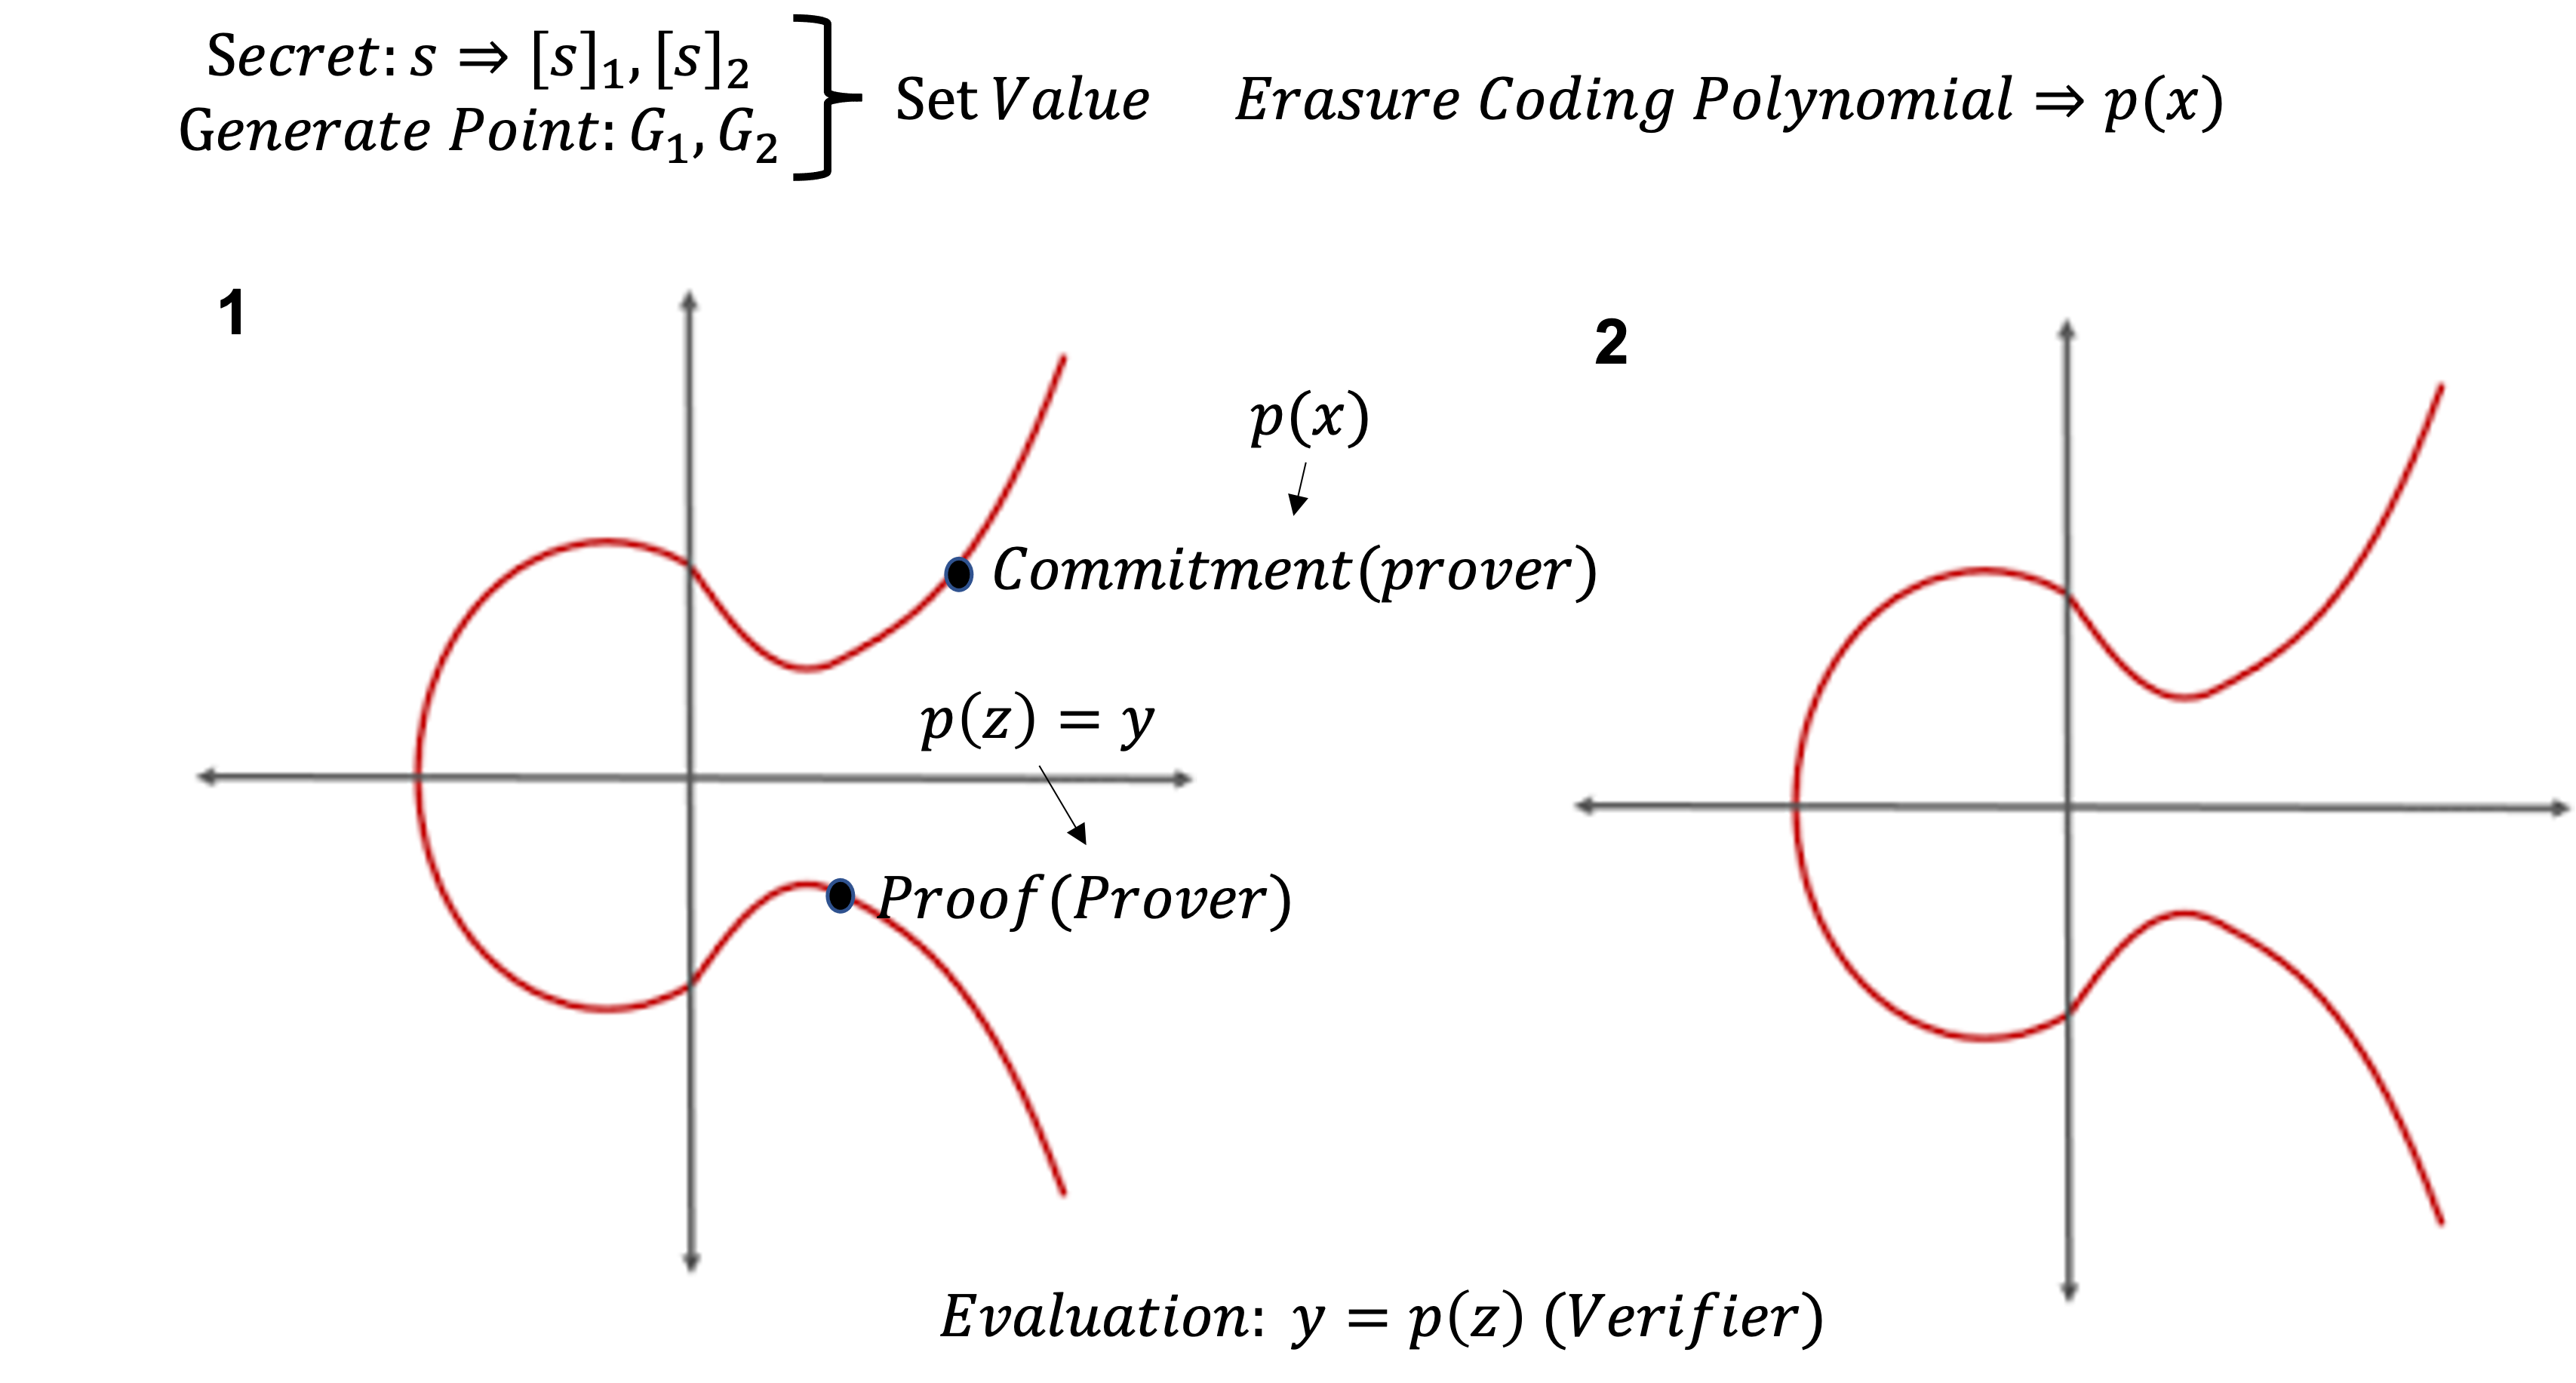 Secret: s ⇒ [s]₁, [s]₂
Generate Point: G₁, G₂
Set Value
Erasure Coding Polynomial ⇒ p(x)
1
p(x)
Commitment(prover)
p(z) = y
Proof(Prover)
2
Evaluation: y = p(z) (Verifier)